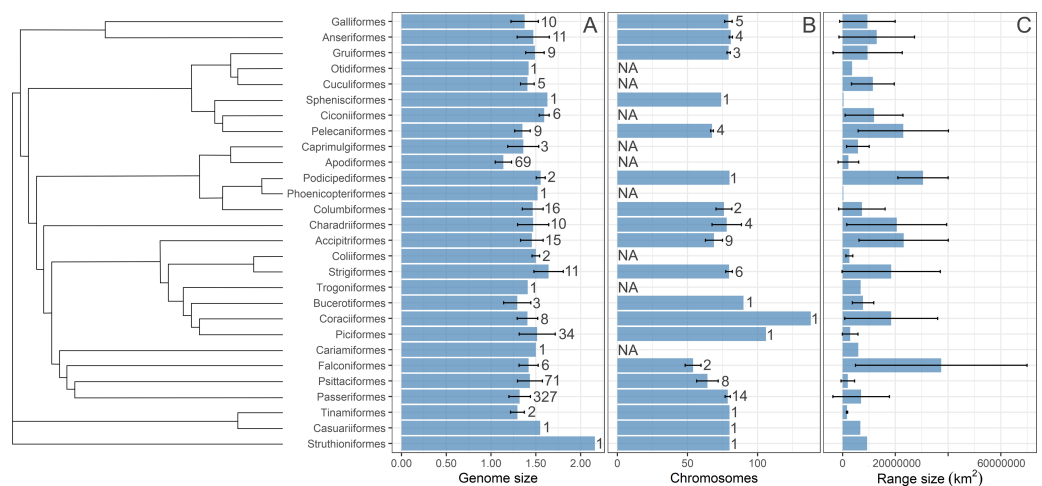 A B C
Galliformes 10 5
Anseriformes 11 4
Gruiformes 9 3
Otidiformes 1 NA
Cuculiformes 5 NA
Sphenisciformes 1 1
Ciconiiformes 6 NA
Pelecaniformes 9 4
Caprimulgiformes 3 NA
Apodiformes 69 NA
Podicipediformes 2 1
Phoenicopteriformes 1 NA
Columbiformes 16 2
Charadriiformes 10 4
Accipitriformes 15 9
Coliiformes 2 NA
Strigiformes 11 6
Trogoniformes 1 NA
Bucerotiformes 3 1
Coraciiformes 8 1
Piciformes 34 1
Cariamiformes 1 NA
Falconiformes 6 2
Psittaciformes 71 8
Passeriformes 327 14
Tinamiformes 2 1
Casuariiformes 1 1
Struthioniformes 1 1
0.00 0.50 1.00 1.50 2.00 0 50 100 0 20000000 60000000
Genome size Chromosomes Range size (km²)